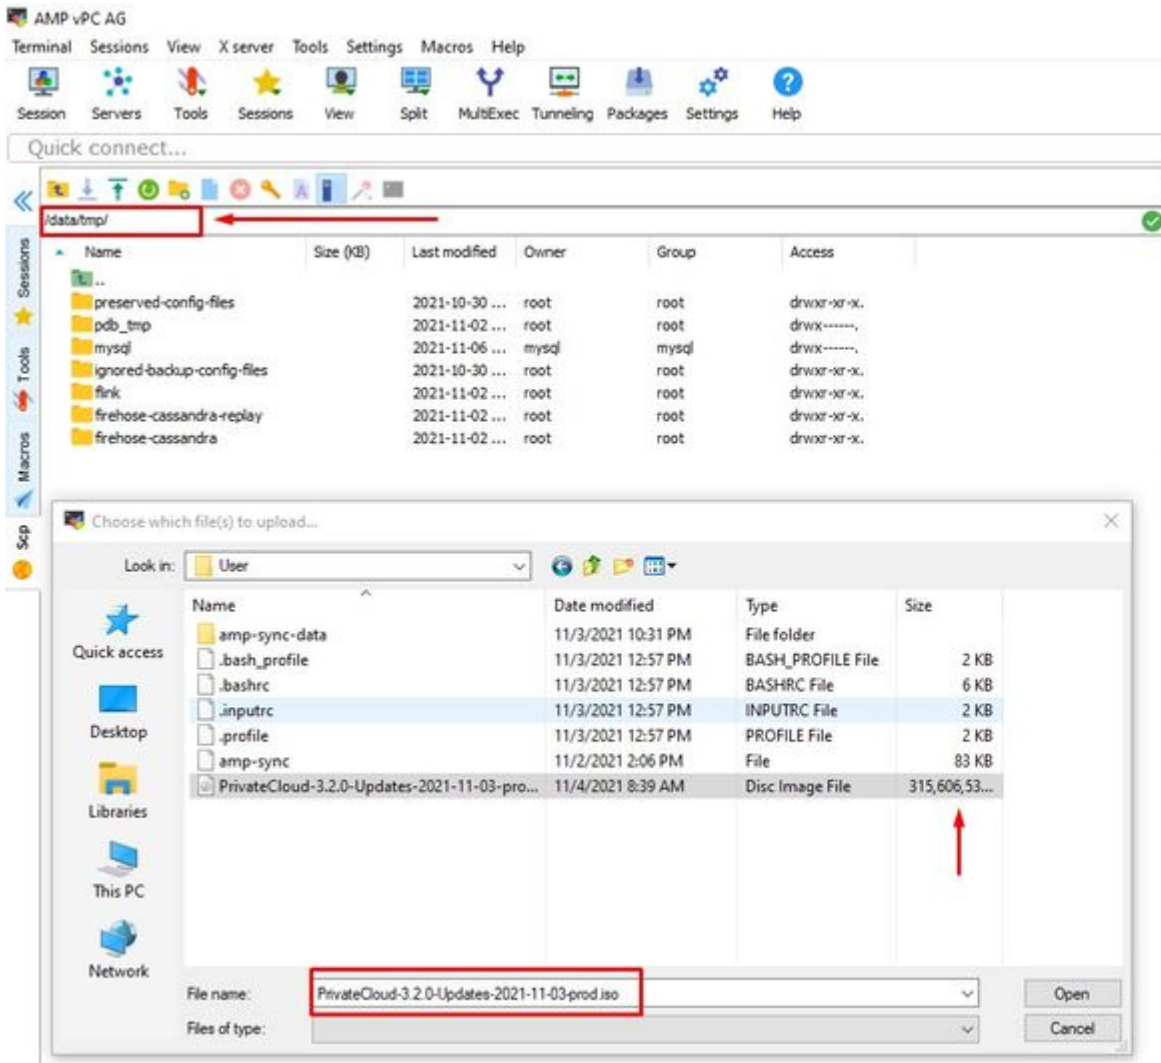 AMP vPC AG
Terminal Sessions View X server Tools Settings Macros Help
Session Servers Tools Sessions View Split MultiExec Tunneling Packages Settings Help
Quick connect...
/data/tmp/
Name Size (KB) Last modified Owner Group Access
..
preserved-config-files 2021-10-30 ... root root drwxr-xr-x.
pdb_tmp 2021-11-02 ... root root drwx------.
mysql 2021-11-06 ... mysql mysql drwx------.
ignored-backup-config-files 2021-10-30 ... root root drwxr-xr-x.
flink 2021-11-02 ... root root drwxr-xr-x.
firehose-cassandra-replay 2021-11-02 ... root root drwxr-xr-x.
firehose-cassandra 2021-11-02 ... root root drwxr-xr-x.
Sessions
Tools
Macros
Scp
Choose which file(s) to upload...
Look in: User
Name Date modified Type Size
amp-sync-data 11/3/2021 10:31 PM File folder
.bash_profile 11/3/2021 12:57 PM BASH_PROFILE File 2 KB
.bashrc 11/3/2021 12:57 PM BASHRC File 6 KB
.inputrc 11/3/2021 12:57 PM INPUTRC File 2 KB
.profile 11/3/2021 12:57 PM PROFILE File 2 KB
amp-sync 11/2/2021 2:06 PM File 83 KB
PrivateCloud-3.2.0-Updates-2021-11-03-pro... 11/4/2021 8:39 AM Disc Image File 315,606,53...
Quick access
Desktop
Libraries
This PC
Network
File name: PrivateCloud-3.2.0-Updates-2021-11-03-prod.iso Open
Files of type: Cancel